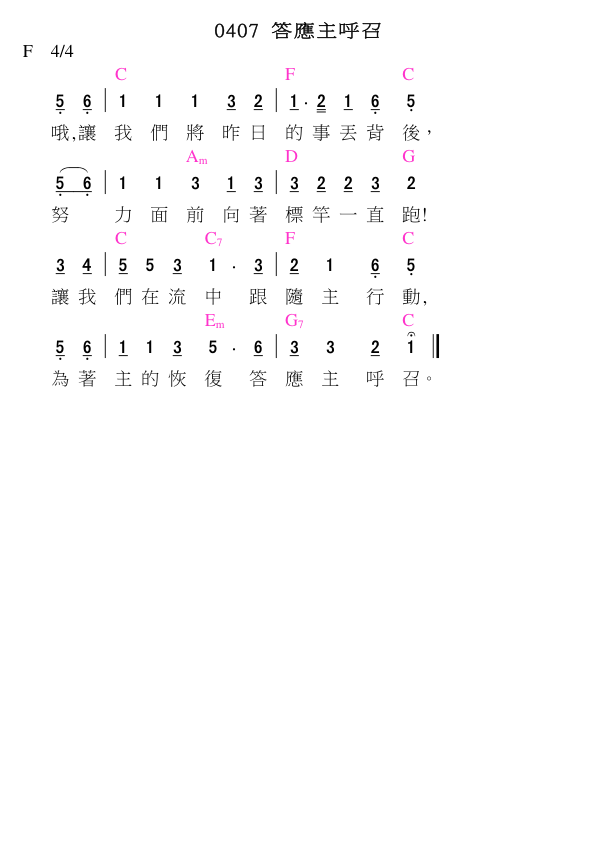 0407 答應主呼召
F 4/4
C F C
5 6 | 1 1 1 3 2 | 1 · 2 1 6 5
哦,讓 我 們 將 昨 日 的 事 丟 背 後，
Am D G
5 6 | 1 1 3 1 3 | 3 2 2 3 2
努 力 面 前 向 著 標 竿 一 直 跑!
C C7 F C
3 4 | 5 5 3 1 · 3 | 2 1 6 5
讓 我 們 在 流 中 跟 隨 主 行 動,
Em G7 C
5 6 | 1 1 3 5 · 6 | 3 3 2 1
為 著 主 的 恢 復 答 應 主 呼 召。